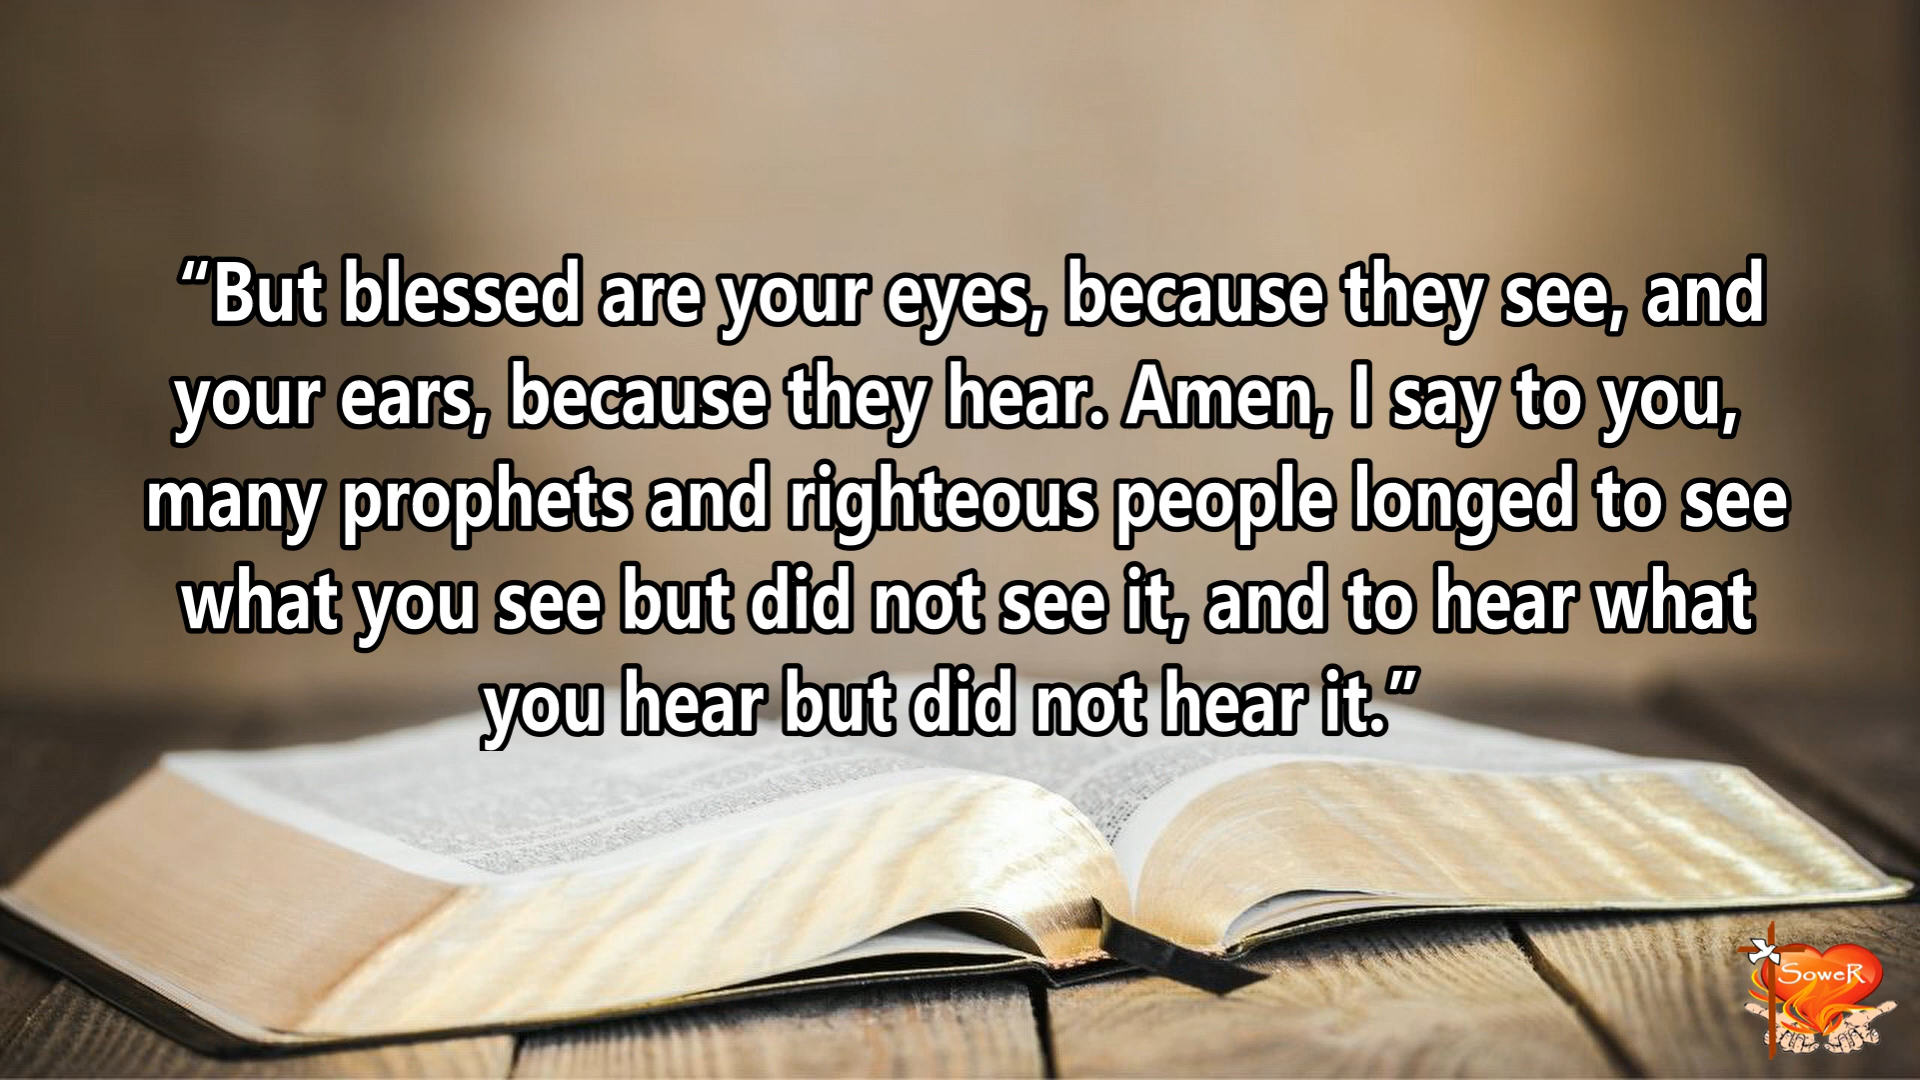 “But blessed are your eyes, because they see, and
your ears, because they hear. Amen, I say to you,
many prophets and righteous people longed to see
what you see but did not see it, and to hear what
you hear but did not hear it.”
SoweR